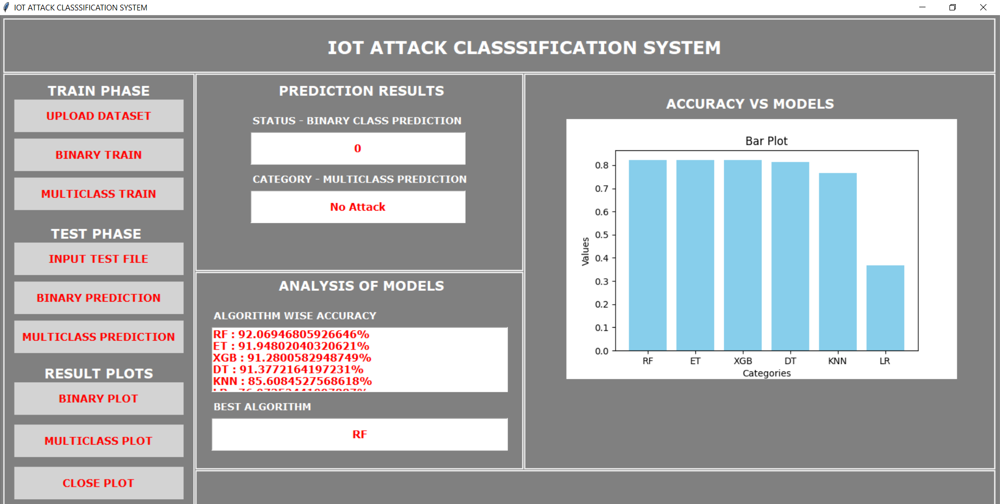 IOT ATTACK CLASSSIFICATION SYSTEM
IOT ATTACK CLASSSIFICATION SYSTEM
TRAIN PHASE
UPLOAD DATASET
BINARY TRAIN
MULTICLASS TRAIN
TEST PHASE
INPUT TEST FILE
BINARY PREDICTION
MULTICLASS PREDICTION
RESULT PLOTS
BINARY PLOT
MULTICLASS PLOT
CLOSE PLOT
PREDICTION RESULTS
STATUS - BINARY CLASS PREDICTION
0
CATEGORY - MULTICLASS PREDICTION
No Attack
ANALYSIS OF MODELS
ALGORITHM WISE ACCURACY
RF : 92.06946805926646%
ET : 91.94802040320621%
XGB : 91.2800582948749%
DT : 91.3772164197231%
KNN : 85.6084527568618%
BEST ALGORITHM
RF
ACCURACY VS MODELS
Bar Plot
Values
0.8
0.7
0.6
0.5
0.4
0.3
0.2
0.1
0.0
RF ET XGB DT KNN LR
Categories